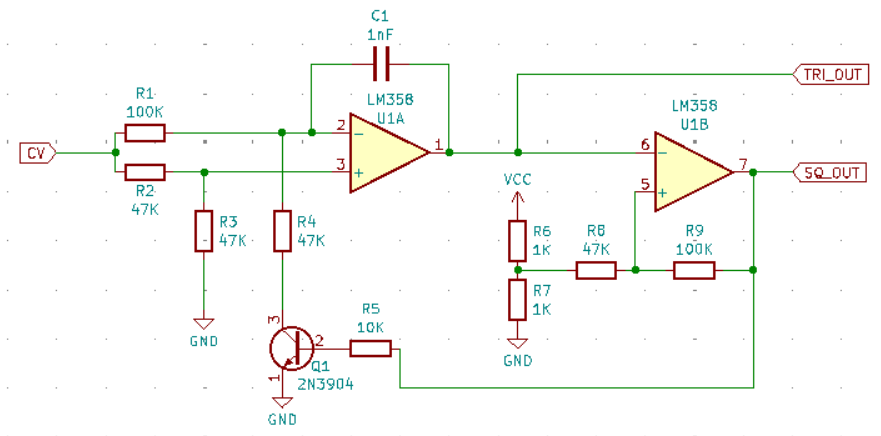 C1
1nF
TRI_OUT
R1
100K
LM358
U1A
LM358
U1B
2
1
6
7
CV
3
SQ_OUT
R2
47K
VCC
5
R3
47K
R4
47K
R6
1K
R8
47K
R9
100K
R7
1K
GND
3
R5
10K
GND
2
Q1
2N3904
1
GND